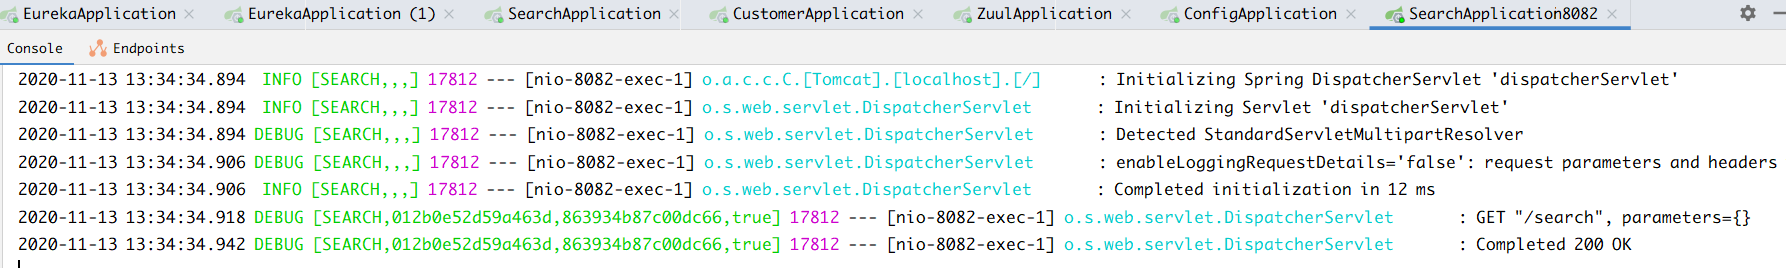 EurekaApplication EurekaApplication (1) SearchApplication CustomerApplication ZuulApplication ConfigApplication SearchApplication8082
Console Endpoints
2020-11-13 13:34:34.894  INFO [SEARCH,,,] 17812 --- [nio-8082-exec-1] o.a.c.c.C.[Tomcat].[localhost].[/]       : Initializing Spring DispatcherServlet 'dispatcherServlet'
2020-11-13 13:34:34.894  INFO [SEARCH,,,] 17812 --- [nio-8082-exec-1] o.s.web.servlet.DispatcherServlet        : Initializing Servlet 'dispatcherServlet'
2020-11-13 13:34:34.894 DEBUG [SEARCH,,,] 17812 --- [nio-8082-exec-1] o.s.web.servlet.DispatcherServlet        : Detected StandardServletMultipartResolver
2020-11-13 13:34:34.906 DEBUG [SEARCH,,,] 17812 --- [nio-8082-exec-1] o.s.web.servlet.DispatcherServlet        : enableLoggingRequestDetails='false': request parameters and headers
2020-11-13 13:34:34.906  INFO [SEARCH,,,] 17812 --- [nio-8082-exec-1] o.s.web.servlet.DispatcherServlet        : Completed initialization in 12 ms
2020-11-13 13:34:34.918 DEBUG [SEARCH,012b0e52d59a463d,863934b87c00dc66,true] 17812 --- [nio-8082-exec-1] o.s.web.servlet.DispatcherServlet        : GET "/search", parameters={}
2020-11-13 13:34:34.942 DEBUG [SEARCH,012b0e52d59a463d,863934b87c00dc66,true] 17812 --- [nio-8082-exec-1] o.s.web.servlet.DispatcherServlet        : Completed 200 OK